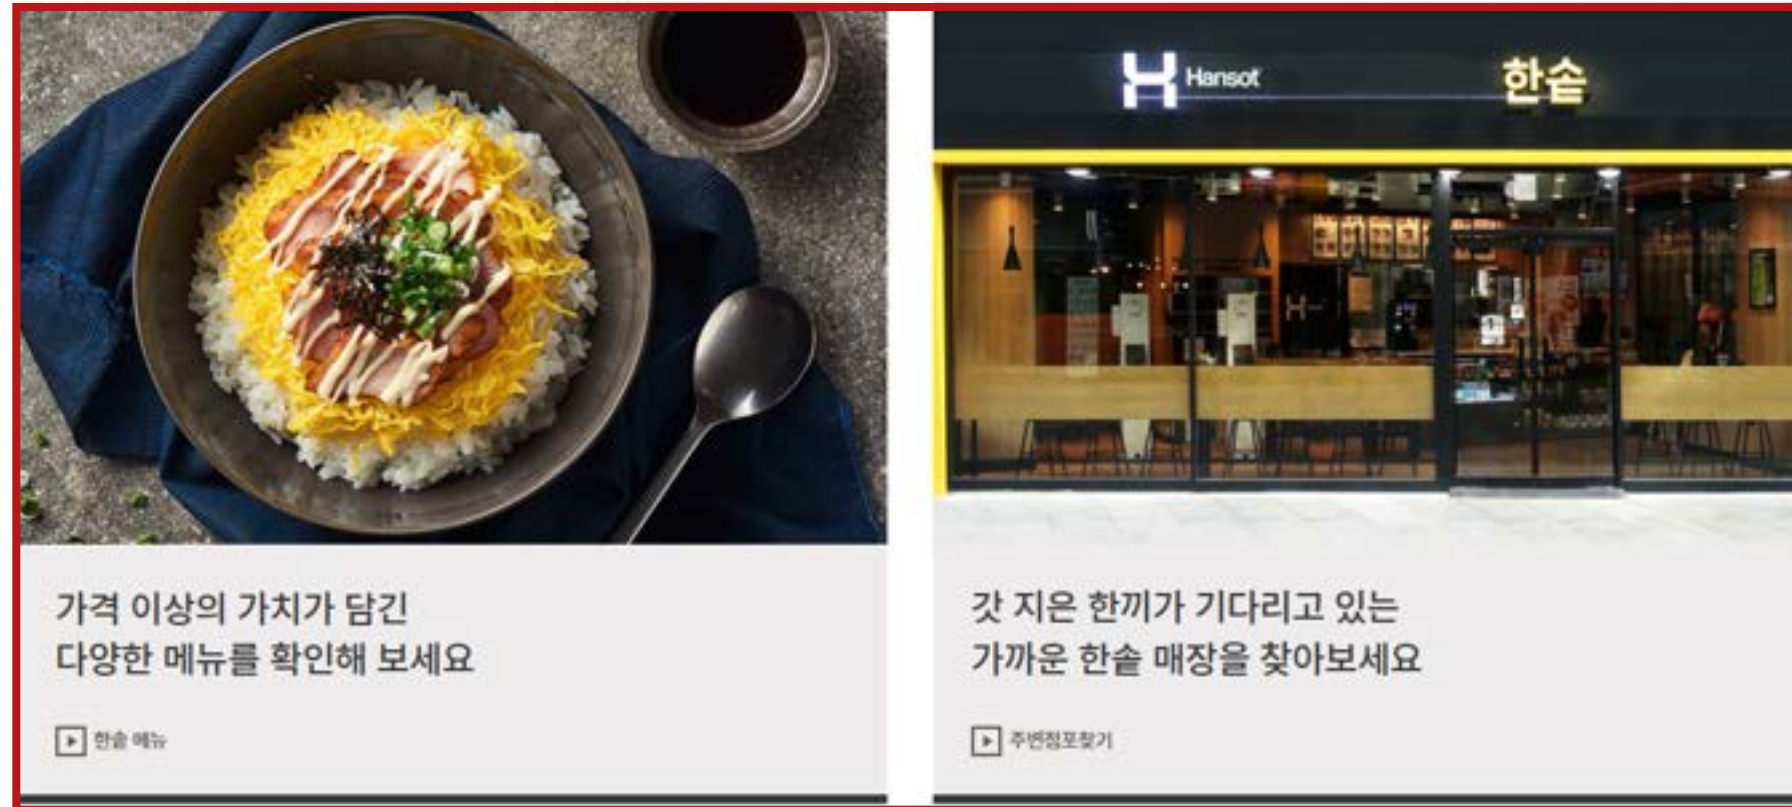 Hansot
한솥
가격 이상의 가치가 담긴
다양한 메뉴를 확인해 보세요
한솥 메뉴
갓 지은 한끼가 기다리고 있는
가까운 한솥 매장을 찾아보세요
주변점포찾기